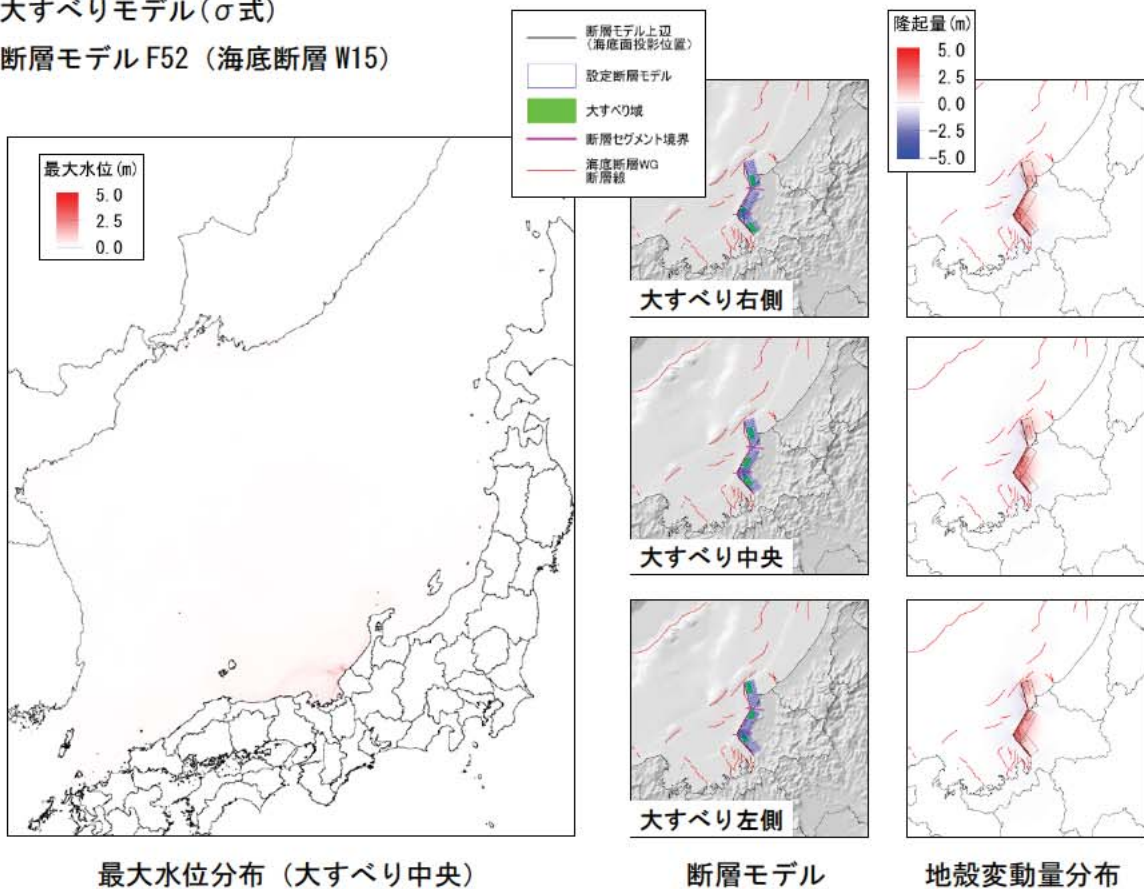 大すべりモデル(σ式)
断層モデル F52 (海底断層 W15)
断層モデル上辺
(海底面投影位置)
設定断層モデル
大すべり域
断層セグメント境界
海底断層WG
断層線
隆起量(m)
5.0
2.5
0.0
-2.5
-5.0
最大水位(m)
5.0
2.5
0.0
大すべり右側
大すべり中央
大すべり左側
最大水位分布 (大すべり中央)
断層モデル
地殻変動量分布